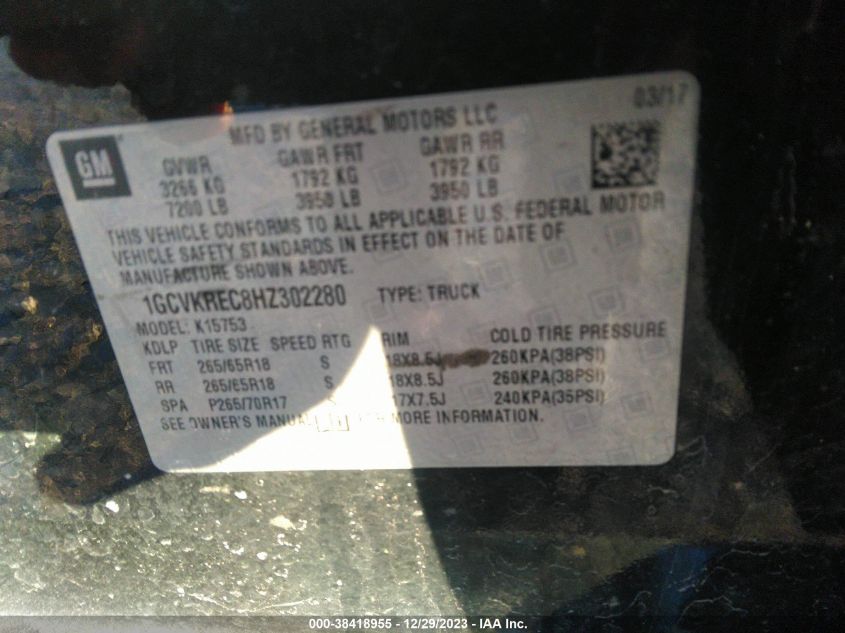 03/17
MFD BY GENERAL MOTORS LLC
GM
GVWR GAWR FRT GAWR RR
3266 KG 1792 KG 1792 KG
7200 LB 3950 LB 3950 LB
THIS VEHICLE CONFORMS TO ALL APPLICABLE U.S. FEDERAL MOTOR
VEHICLE SAFETY STANDARDS IN EFFECT ON THE DATE OF
MANUFACTURE SHOWN ABOVE.
1GCVKREC8HZ302280 TYPE: TRUCK
MODEL: K15753
KDLP TIRE SIZE SPEED RTG RIM COLD TIRE PRESSURE
FRT 265/65R18 S 18X8.5J 260KPA(38PSI)
RR 265/65R18 S 18X8.5J 260KPA(38PSI)
SPA P265/70R17 S 17X7.5J 240KPA(35PSI)
SEE OWNER'S MANUAL FOR MORE INFORMATION.
000-38418955 - 12/29/2023 - IAA Inc.